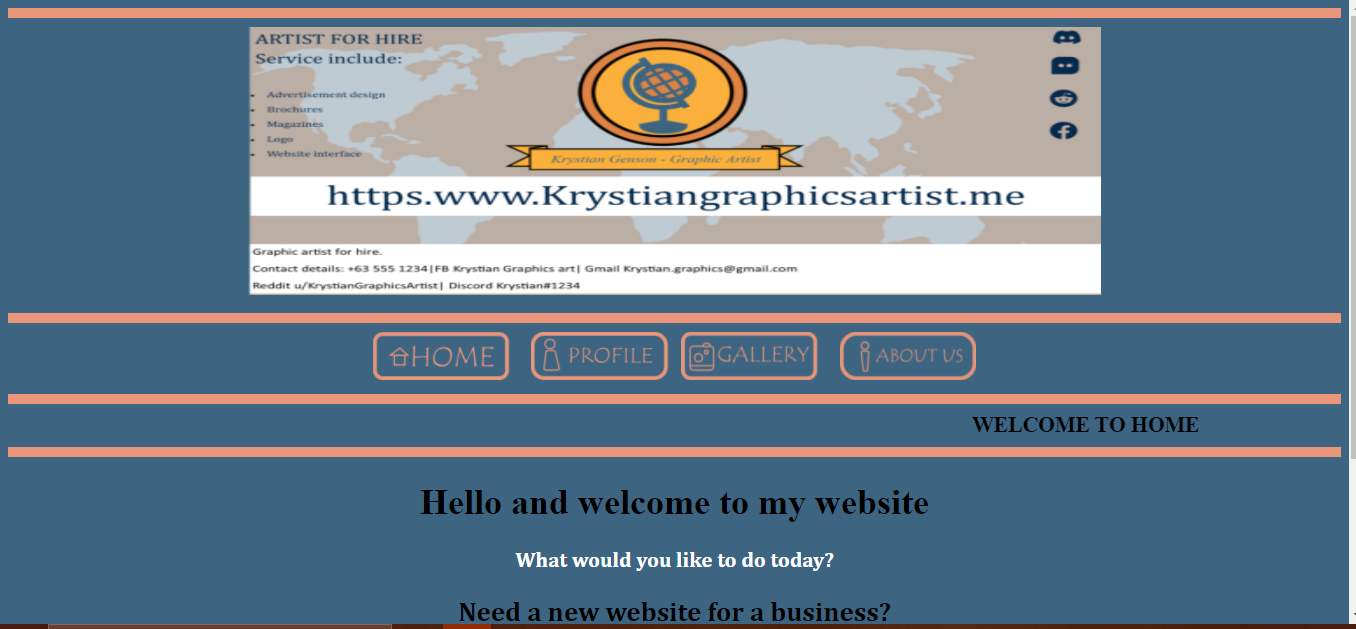 ARTIST FOR HIRE
Service include:
Advertisement design
Brochures
Magazines
Logo
Website interface
Krystian Genson - Graphic Artist
https.www.Krystiangraphicsartist.me
Graphic artist for hire.
Contact details: +63 555 1234|FB Krystian Graphics art| Gmail Krystian.graphics@gmail.com
Reddit u/KrystianGraphicsArtist| Discord Krystian#1234
HOME PROFILE GALLERY ABOUT US
WELCOME TO HOME
Hello and welcome to my website
What would you like to do today?
Need a new website for a business?